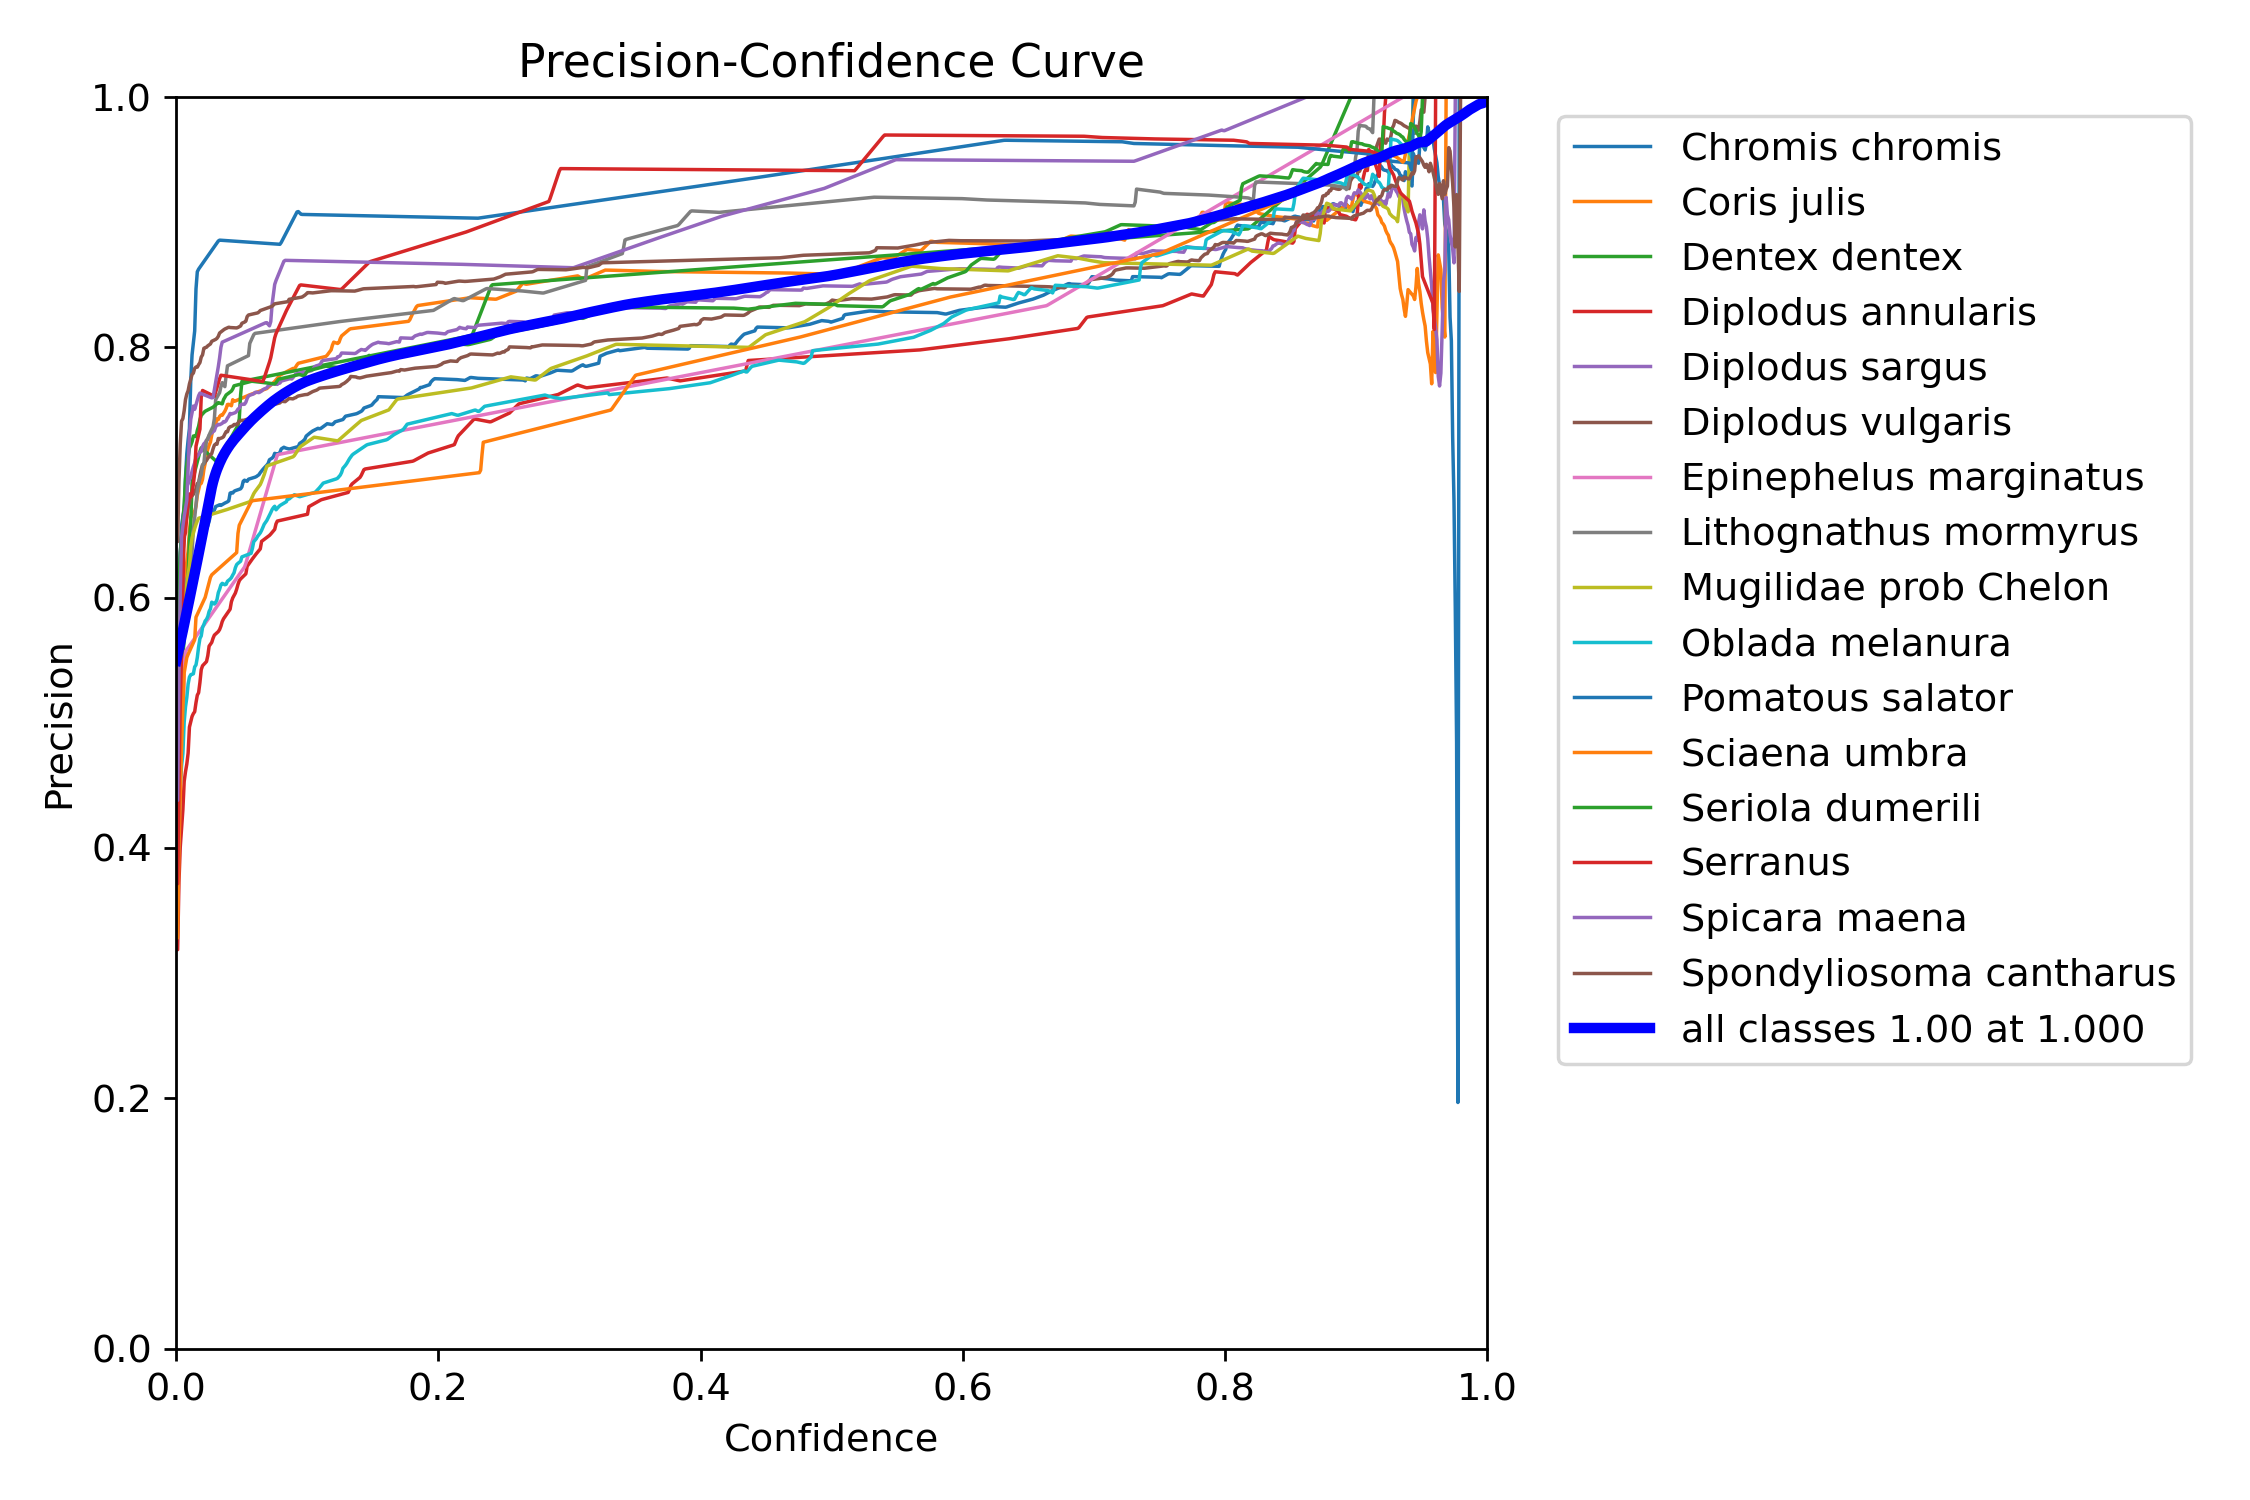 Precision-Confidence Curve
1.0
0.8
0.6
0.4
0.2
0.0
Precision
0.0 0.2 0.4 0.6 0.8 1.0
Confidence
Chromis chromis
Coris julis
Dentex dentex
Diplodus annularis
Diplodus sargus
Diplodus vulgaris
Epinephelus marginatus
Lithognathus mormyrus
Mugilidae prob Chelon
Oblada melanura
Pomatous salator
Sciaena umbra
Seriola dumerili
Serranus
Spicara maena
Spondyliosoma cantharus
all classes 1.00 at 1.000